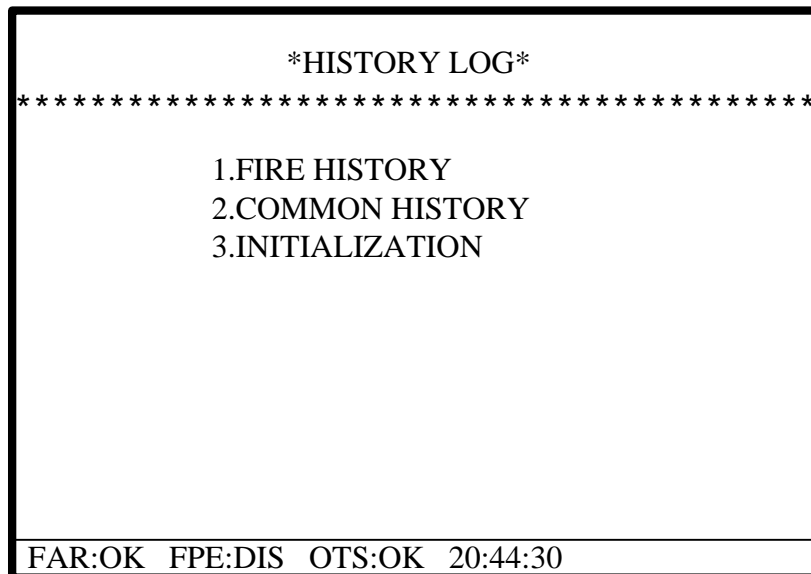 *HISTORY LOG*
*******************************************
1.FIRE HISTORY
2.COMMON HISTORY
3.INITIALIZATION
FAR:OK FPE:DIS OTS:OK 20:44:30